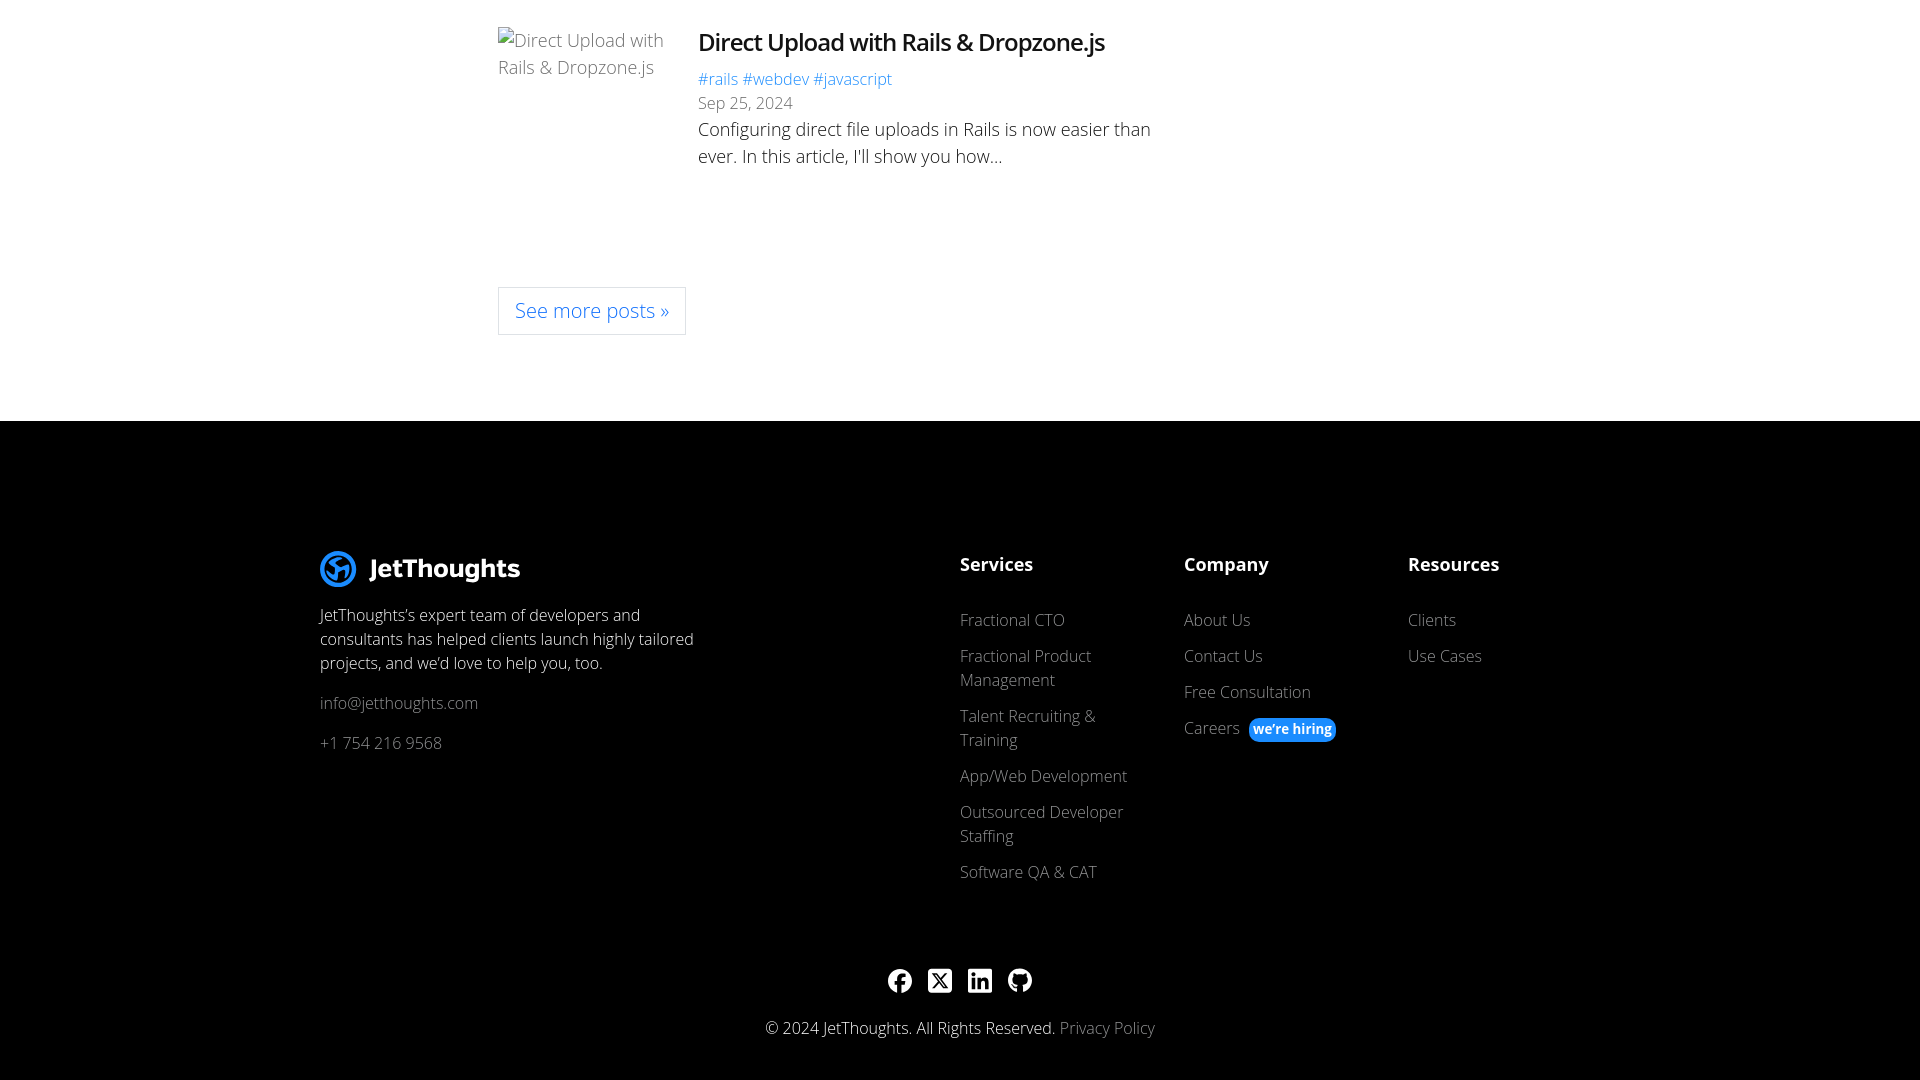 Direct Upload with
Rails & Dropzone.js
Direct Upload with Rails & Dropzone.js
#rails #webdev #javascript
Sep 25, 2024
Configuring direct file uploads in Rails is now easier than
ever. In this article, I'll show you how...
See more posts »
JetThoughts
JetThoughts’s expert team of developers and
consultants has helped clients launch highly tailored
projects, and we’d love to help you, too.
info@jetthoughts.com
+1 754 216 9568
Services
Fractional CTO
Fractional Product
Management
Talent Recruiting &
Training
App/Web Development
Outsourced Developer
Staffing
Software QA & CAT
Company
About Us
Contact Us
Free Consultation
Careers we’re hiring
Resources
Clients
Use Cases
© 2024 JetThoughts. All Rights Reserved. Privacy Policy